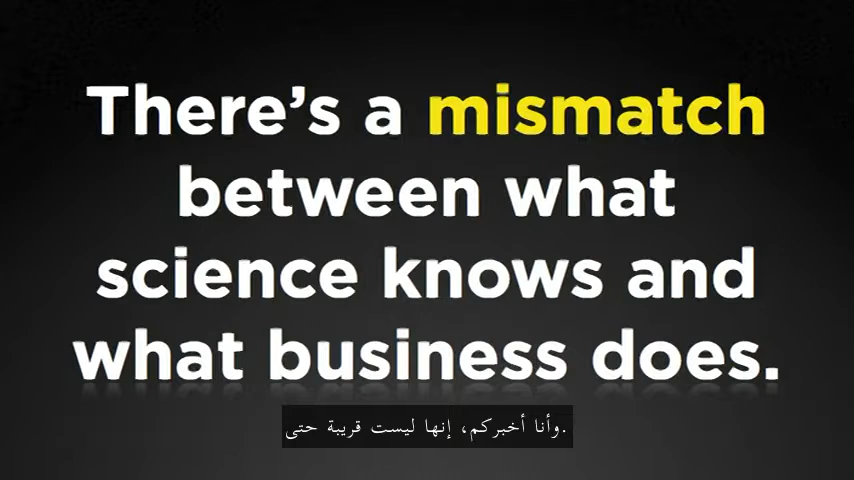 There's a mismatch
between what
science knows and
what business does.
وأنا أخبركم، إنها ليست قريبة حتى.